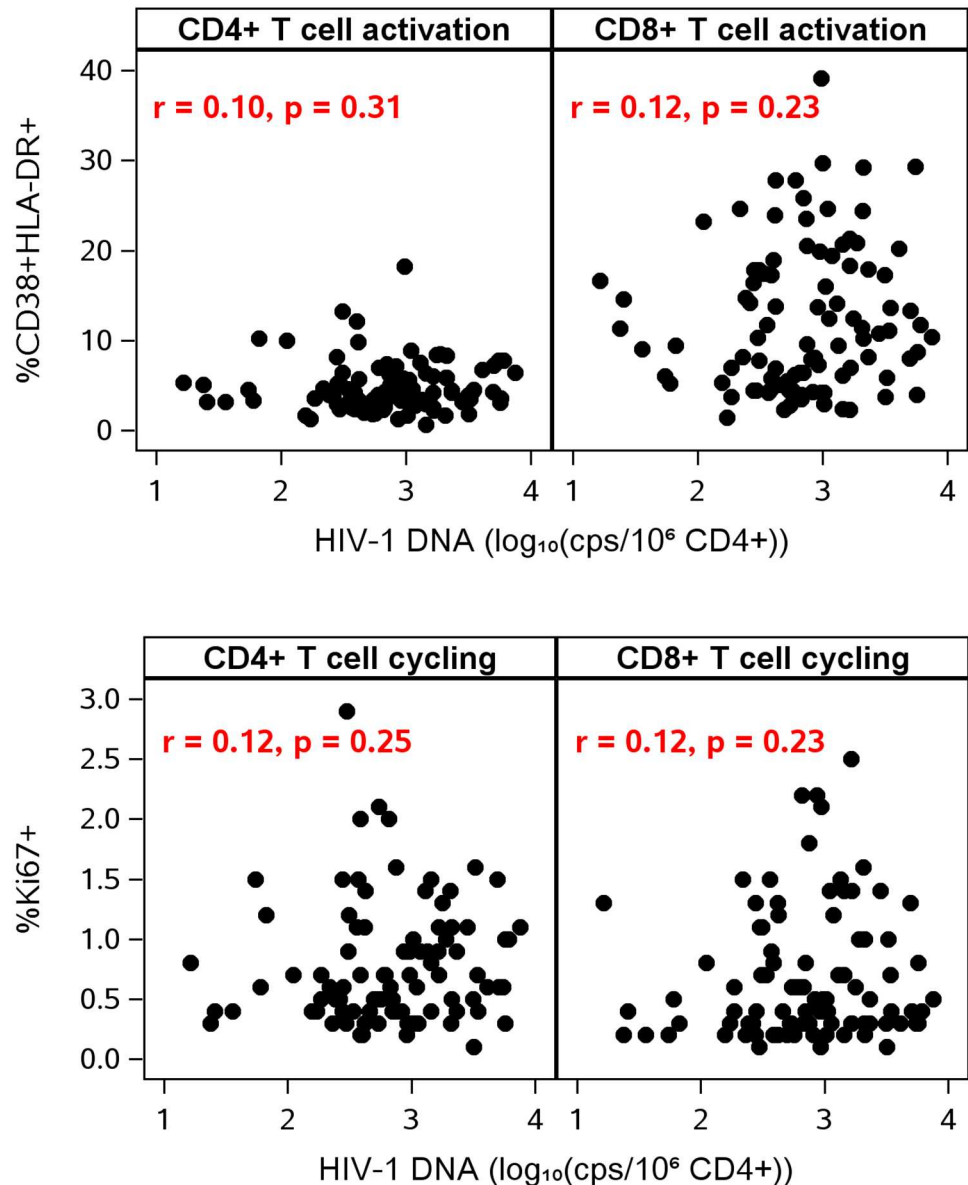 CD4+ T cell activation CD8+ T cell activation
40
r = 0.10, p = 0.31 r = 0.12, p = 0.23
30
20
10
0
%CD38+HLA-DR+
1 2 3 4 1 2 3 4
HIV-1 DNA (log₁₀(cps/10⁶ CD4+))
CD4+ T cell cycling CD8+ T cell cycling
3.0
r = 0.12, p = 0.25 r = 0.12, p = 0.23
2.5
2.0
1.5
1.0
0.5
0.0
%Ki67+
1 2 3 4 1 2 3 4
HIV-1 DNA (log₁₀(cps/10⁶ CD4+))